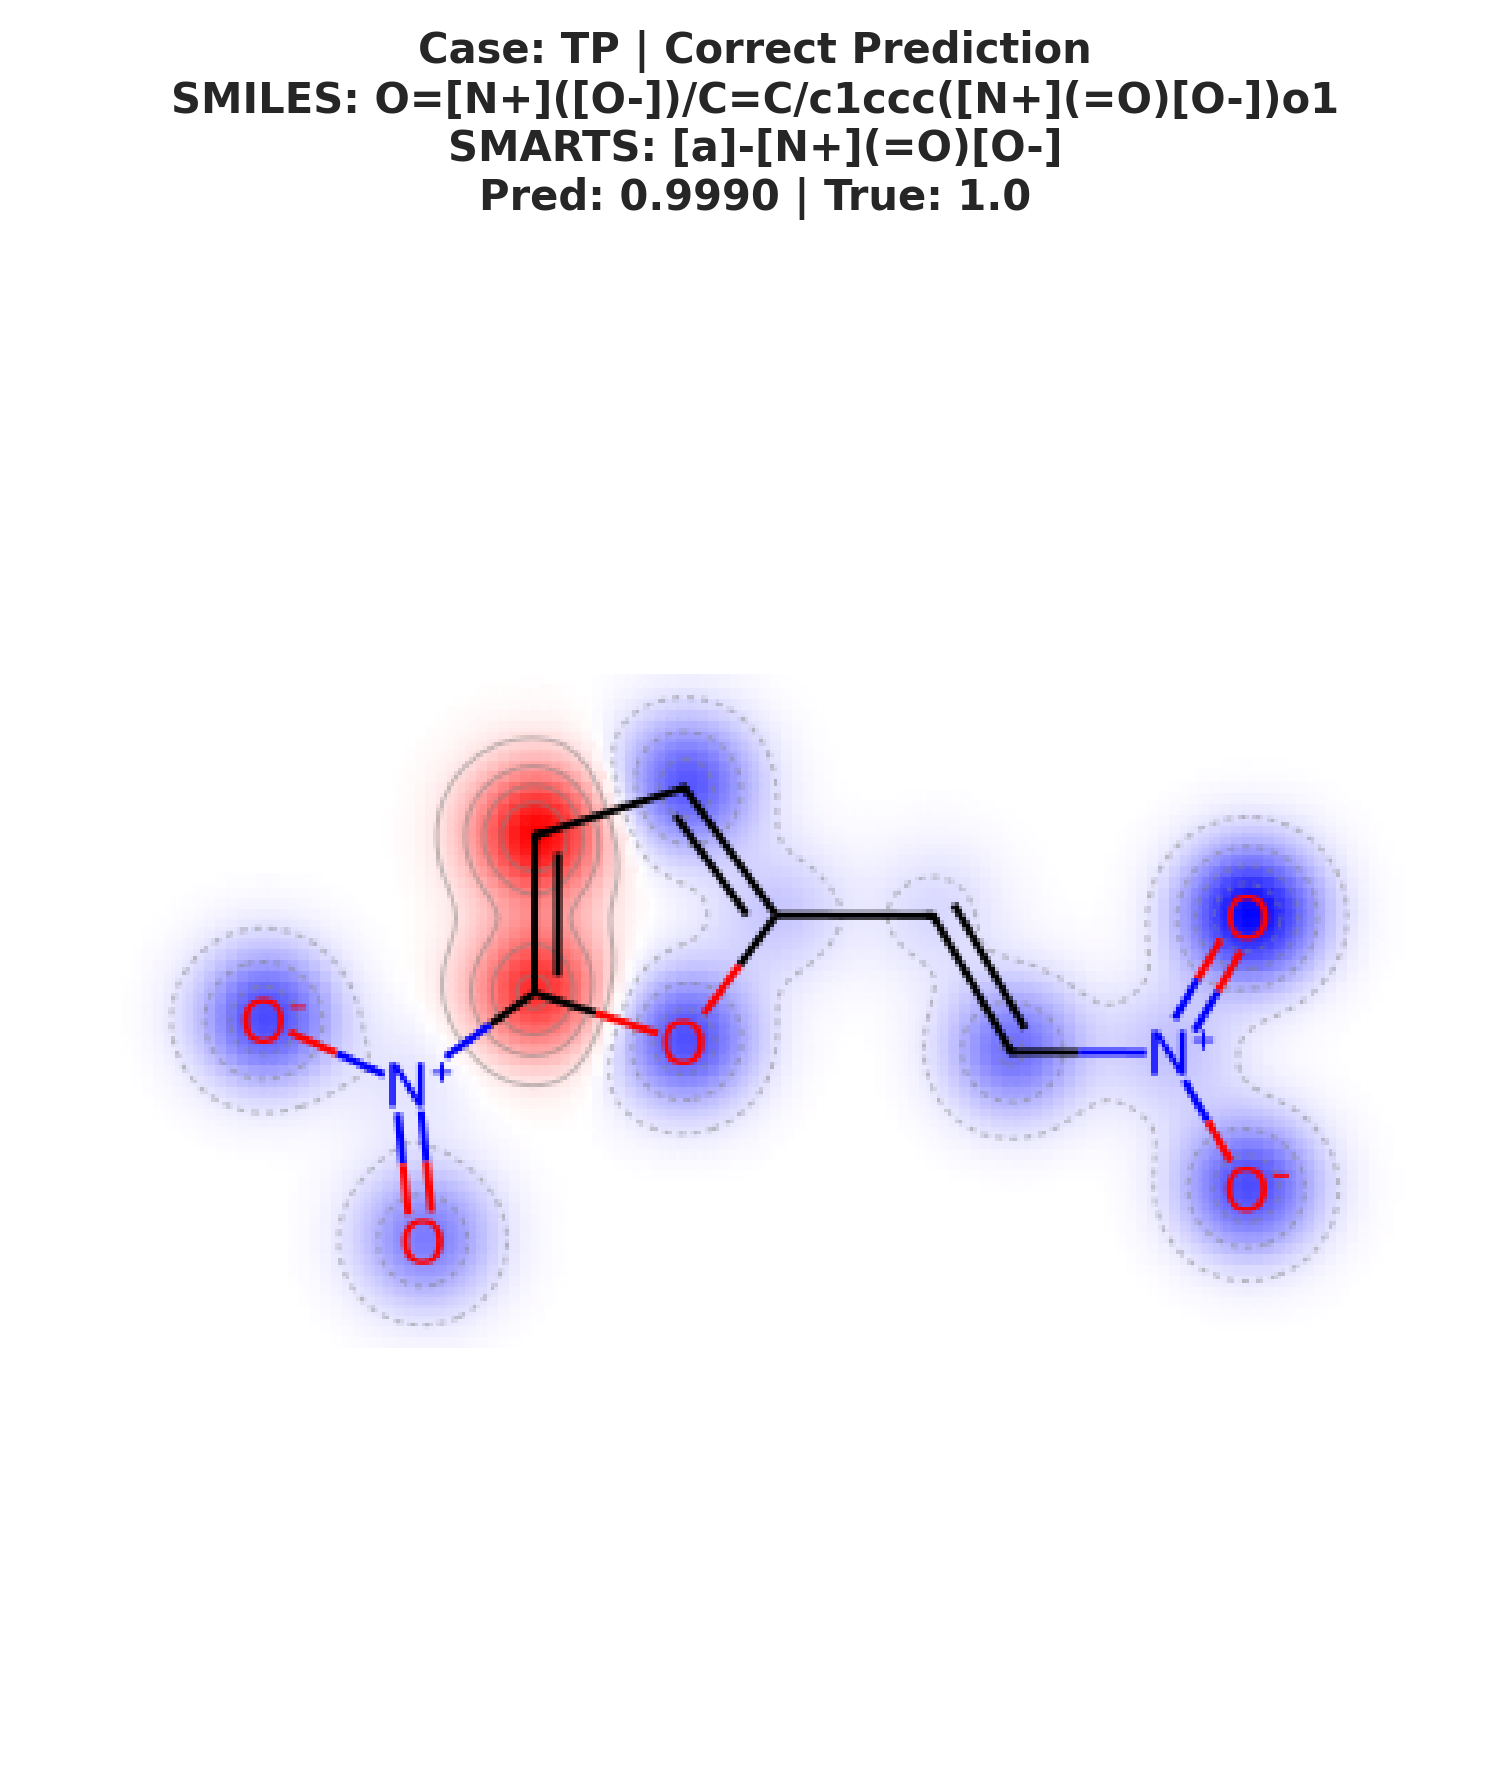 Case: TP | Correct Prediction
SMILES: O=[N+]([O-])/C=C/c1ccc([N+](=O)[O-])o1
SMARTS: [a]-[N+](=O)[O-]
Pred: 0.9990 | True: 1.0
O
O⁻
O
N⁺
N⁺
O⁻
O